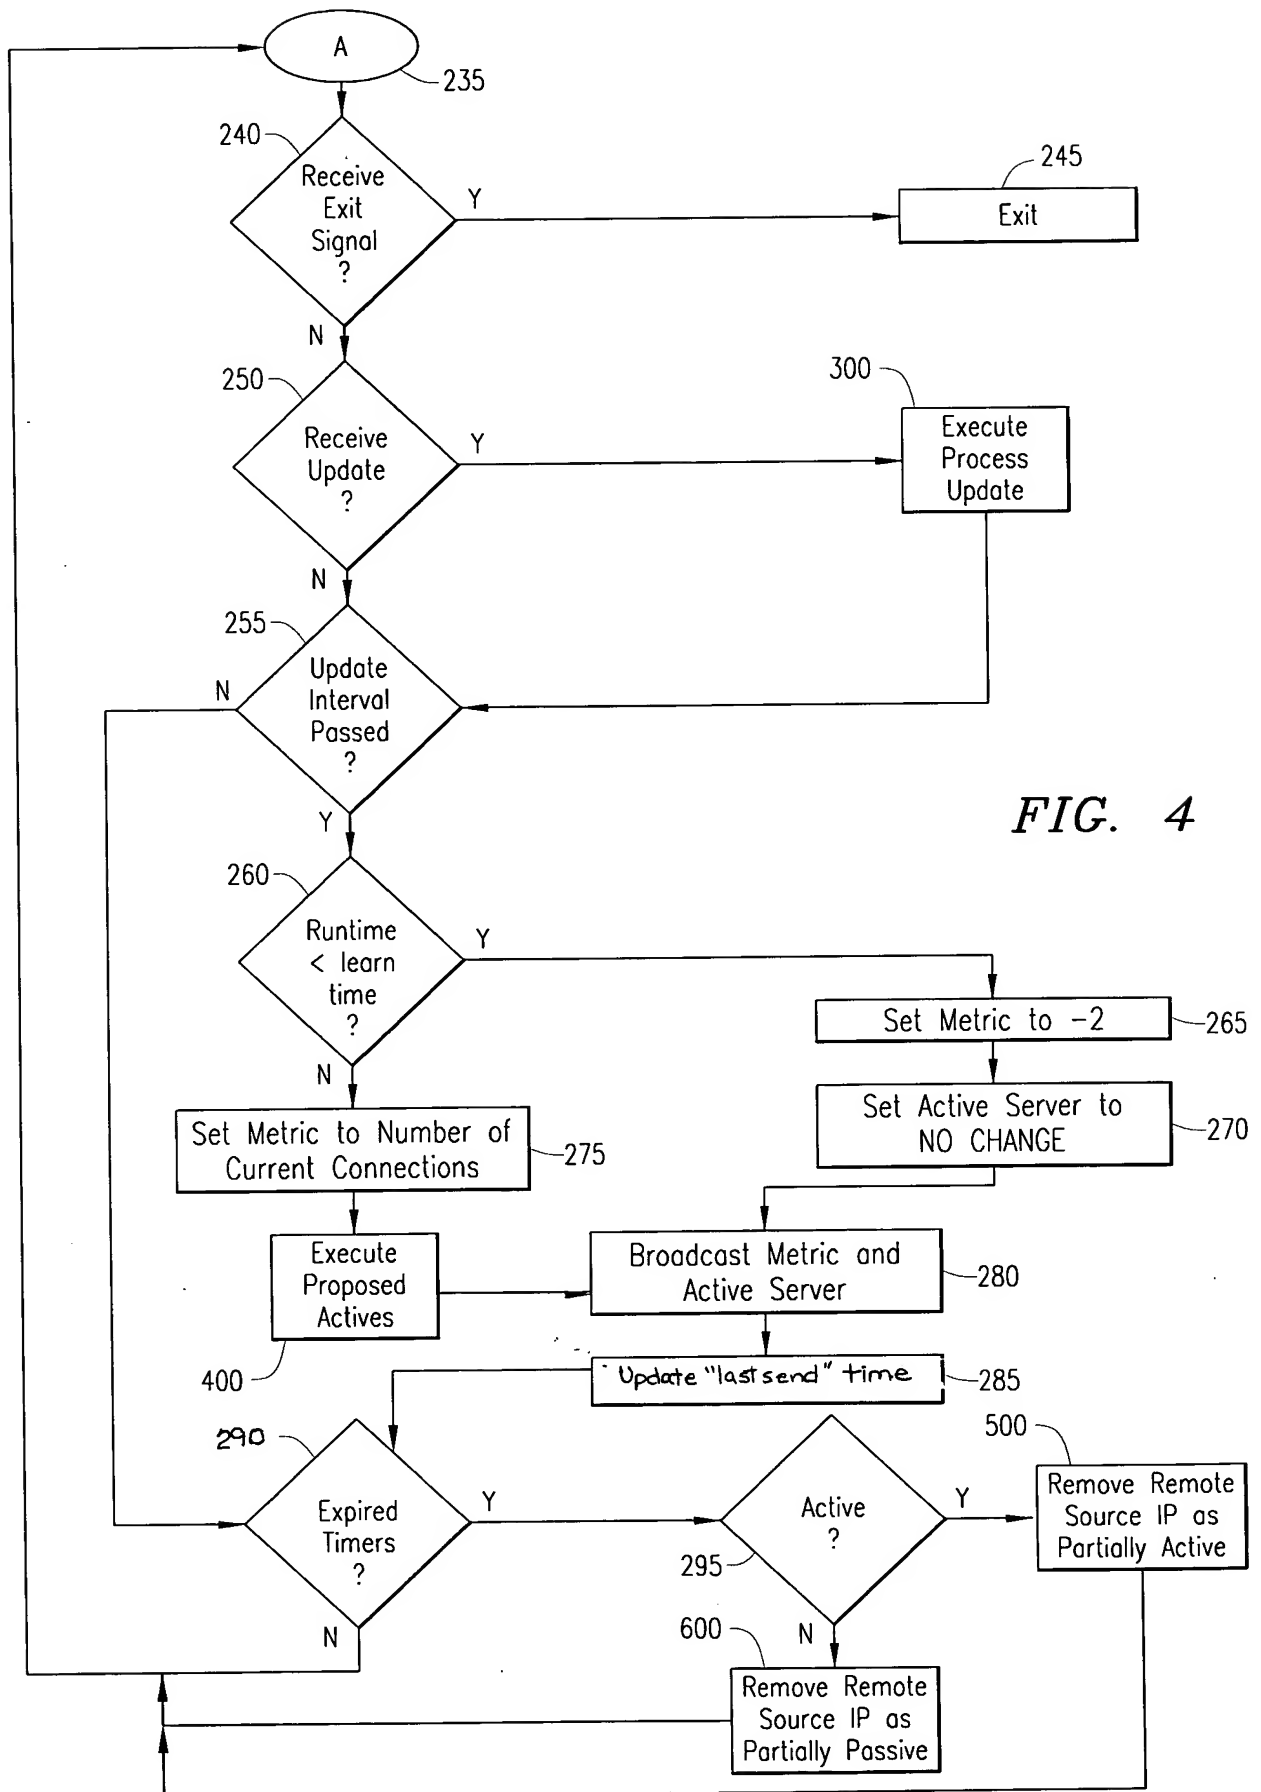 A
235
240
Receive
Exit
Signal
?
Y
245
Exit
N
250
Receive
Update
?
Y
300
Execute
Process
Update
N
255
Update
Interval
Passed
?
N
Y
FIG. 4
260
Runtime
< learn
time
?
Y
Set Metric to -2
265
N
Set Active Server to
NO CHANGE
270
Set Metric to Number of
Current Connections
275
Execute
Proposed
Actives
400
Broadcast Metric and
Active Server
280
Update "last send" time
285
290
Expired
Timers
?
Y
N
Active
?
295
Y
N
500
Remove Remote
Source IP as
Partially Active
600
Remove Remote
Source IP as
Partially Passive